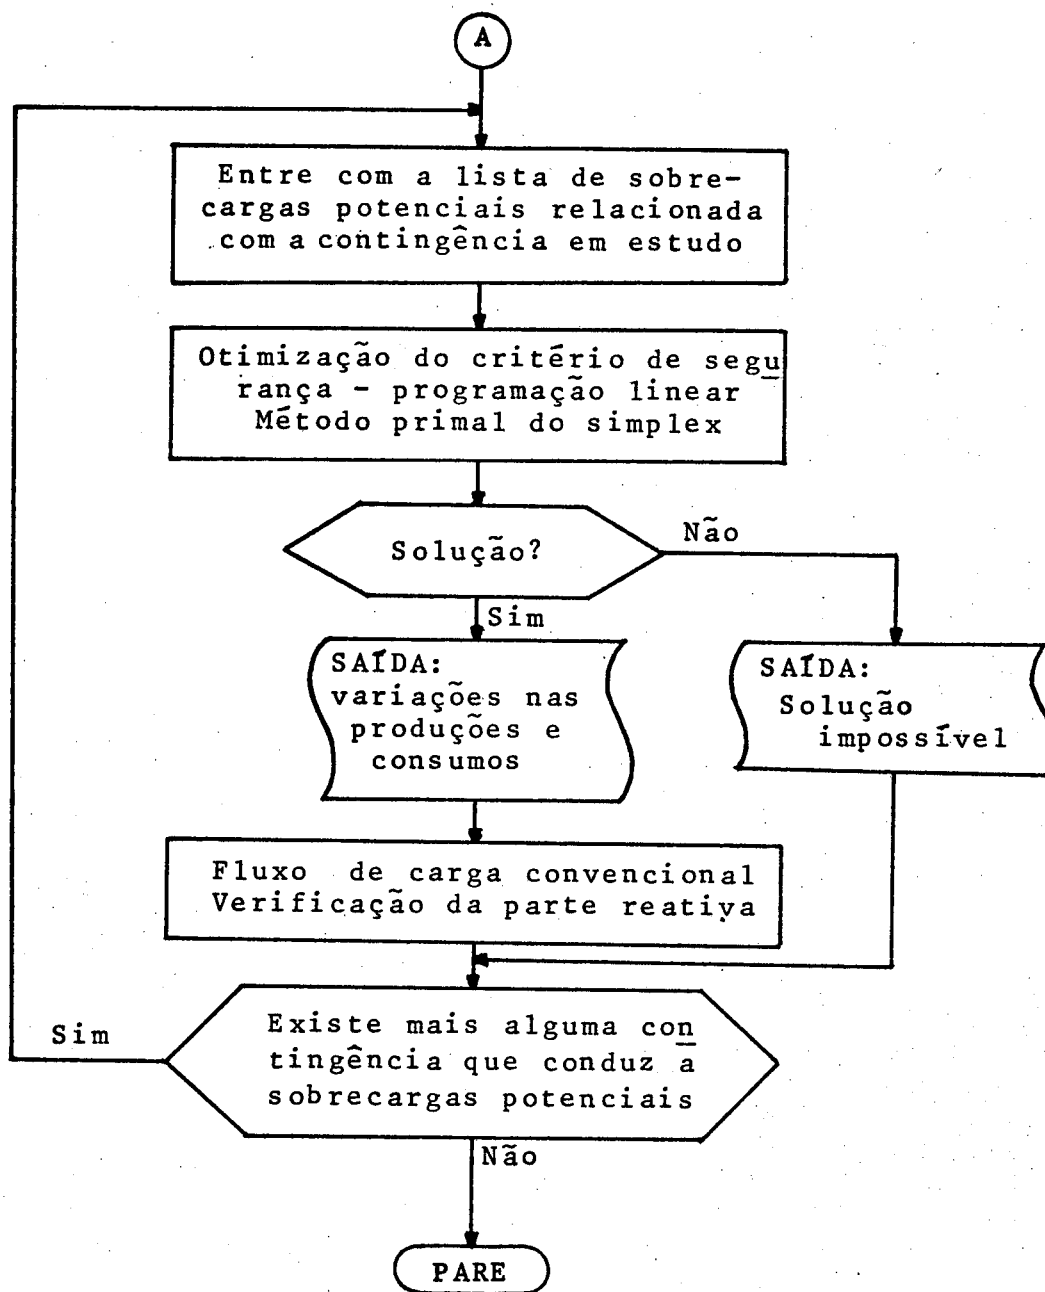 A
Entre com a lista de sobre-
cargas potenciais relacionada
com a contingência em estudo
Otimização do critério de segu
rança - programação linear
Método primal do simplex
Solução?
Não
Sim
SAÍDA:
variações nas
produções e
consumos
SAÍDA:
Solução
impossível
Fluxo de carga convencional
Verificação da parte reativa
Sim
Existe mais alguma con
tingência que conduz a
sobrecargas potenciais
Não
PARE